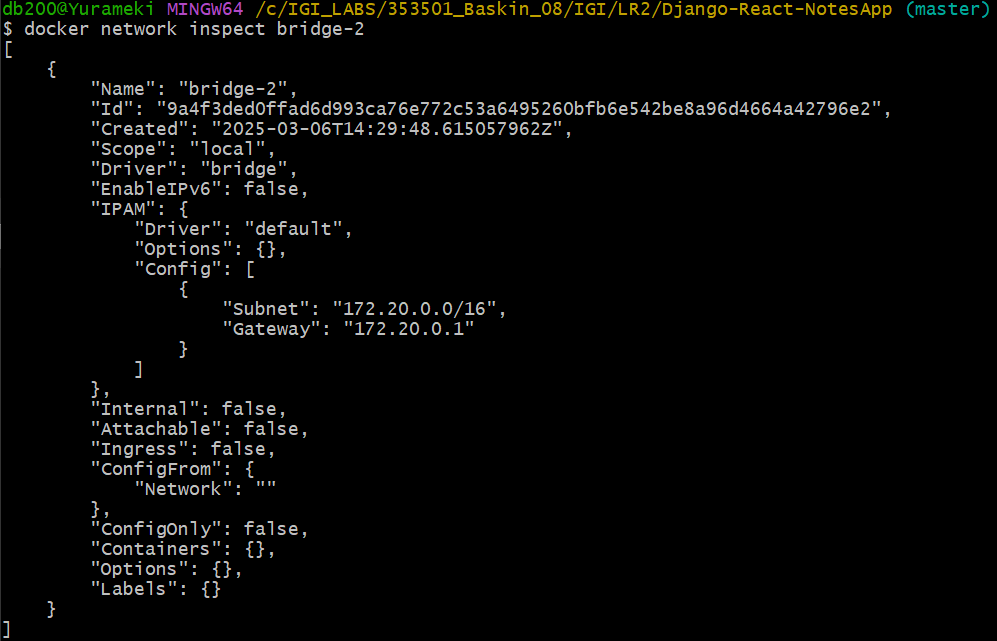 db200@Yurameki MINGW64 /c/IGI_LABS/353501_Baskin_08/IGI/LR2/Django-React-NotesApp (master)
$ docker network inspect bridge-2
[
    {
        "Name": "bridge-2",
        "Id": "9a4f3ded0ffad6d993ca76e772c53a6495260bfb6e542be8a96d4664a42796e2",
        "Created": "2025-03-06T14:29:48.615057962Z",
        "Scope": "local",
        "Driver": "bridge",
        "EnableIPv6": false,
        "IPAM": {
            "Driver": "default",
            "Options": {},
            "Config": [
                {
                    "Subnet": "172.20.0.0/16",
                    "Gateway": "172.20.0.1"
                }
            ]
        },
        "Internal": false,
        "Attachable": false,
        "Ingress": false,
        "ConfigFrom": {
            "Network": ""
        },
        "ConfigOnly": false,
        "Containers": {},
        "Options": {},
        "Labels": {}
    }
]